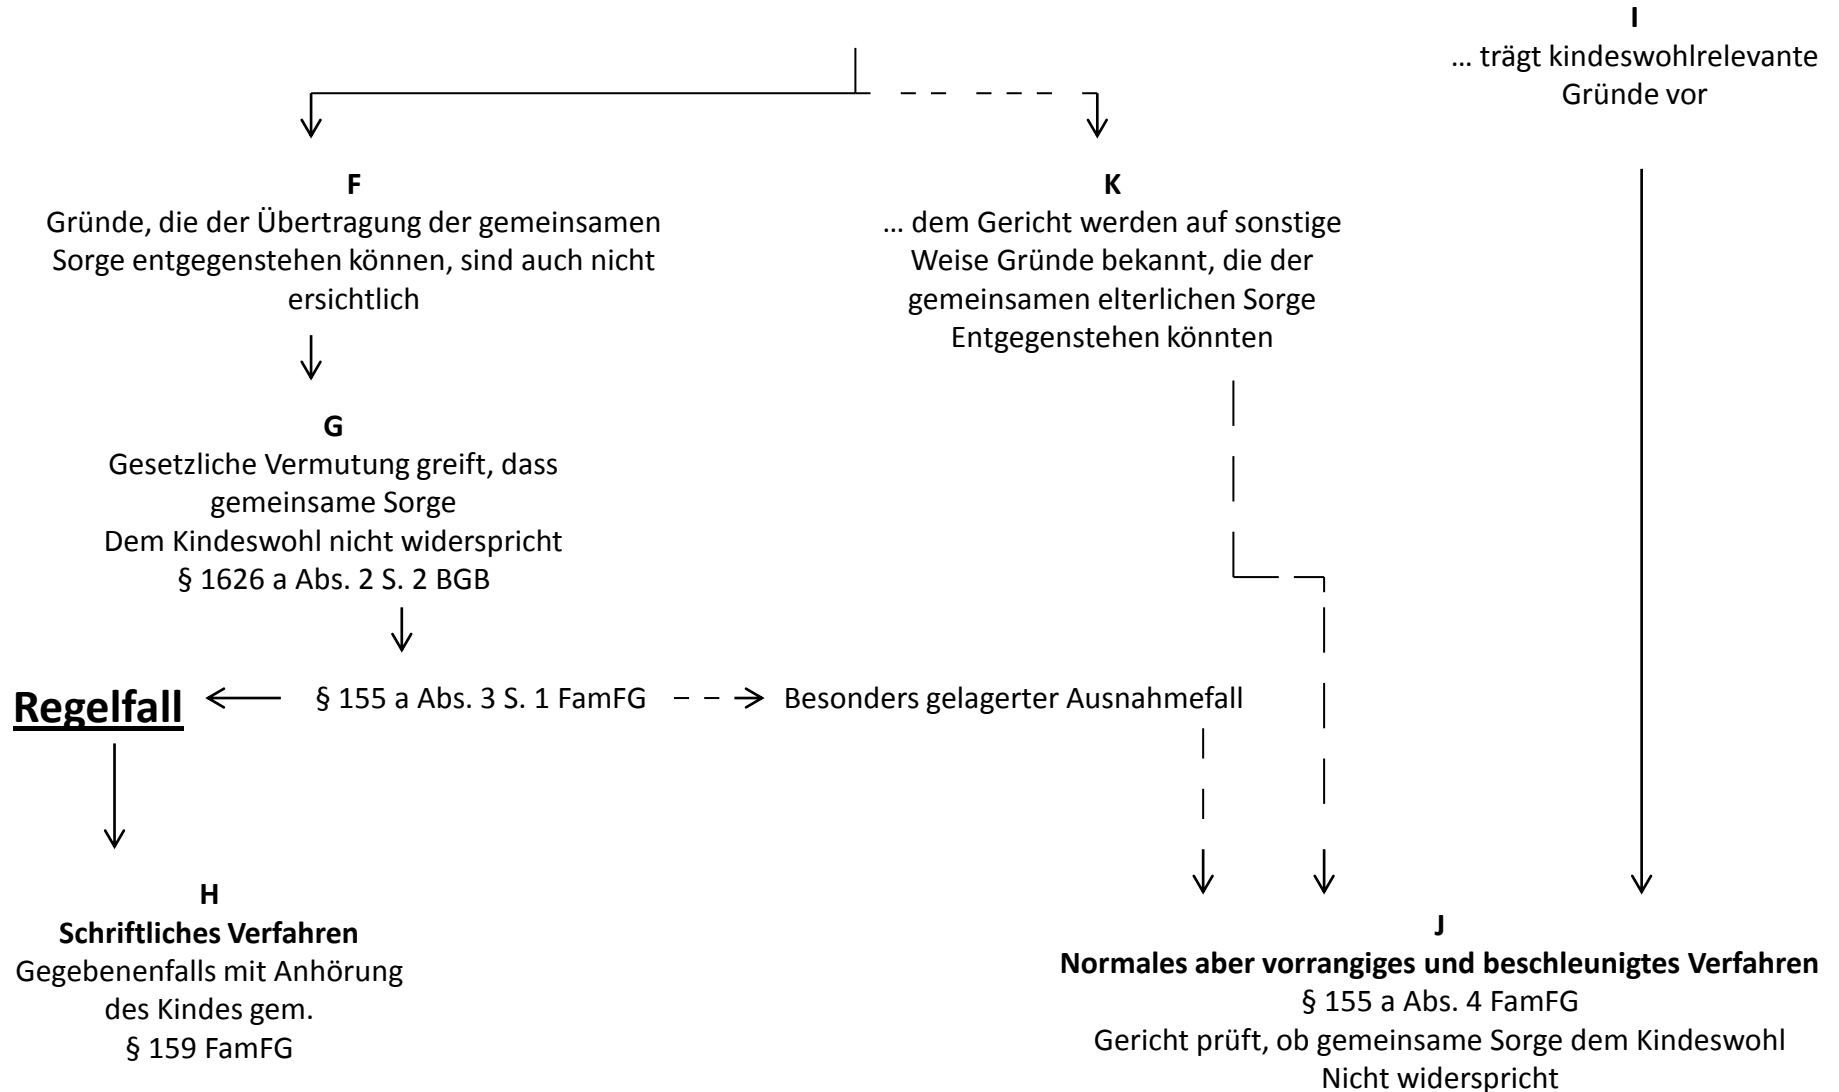 I
... trägt kindeswohlrelevante
Gründe vor
F
Gründe, die der Übertragung der gemeinsamen
Sorge entgegenstehen können, sind auch nicht
ersichtlich
K
... dem Gericht werden auf sonstige
Weise Gründe bekannt, die der
gemeinsamen elterlichen Sorge
Entgegenstehen könnten
G
Gesetzliche Vermutung greift, dass
gemeinsame Sorge
Dem Kindeswohl nicht widerspricht
§ 1626 a Abs. 2 S. 2 BGB
Regelfall
§ 155 a Abs. 3 S. 1 FamFG
Besonders gelagerter Ausnahmefall
H
Schriftliches Verfahren
Gegebenenfalls mit Anhörung
des Kindes gem.
§ 159 FamFG
J
Normales aber vorrangiges und beschleunigtes Verfahren
§ 155 a Abs. 4 FamFG
Gericht prüft, ob gemeinsame Sorge dem Kindeswohl
Nicht widerspricht